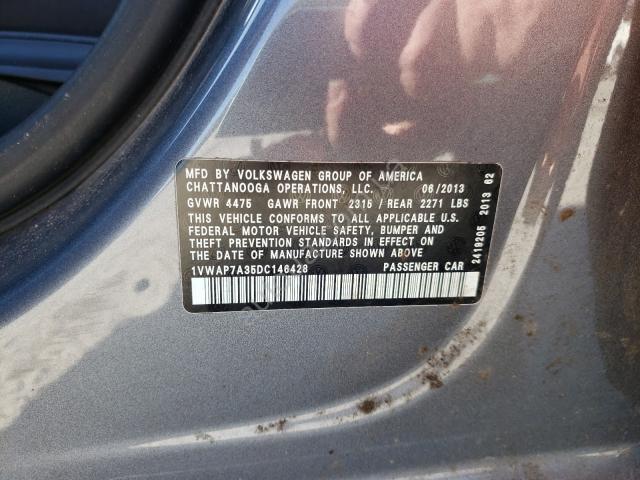 MFD BY VOLKSWAGEN GROUP OF AMERICA
CHATTANOOGA OPERATIONS, LLC. 06/2013
GVWR 4475 GAWR FRONT 2315 / REAR 2271 LBS
THIS VEHICLE CONFORMS TO ALL APPLICABLE U.S.
FEDERAL MOTOR VEHICLE SAFETY, BUMPER AND
THEFT PREVENTION STANDARDS IN EFFECT ON
THE DATE OF MANUFACTURE SHOWN ABOVE
1VWAP7A35DC146428 PASSENGER CAR
2419205 2013 62